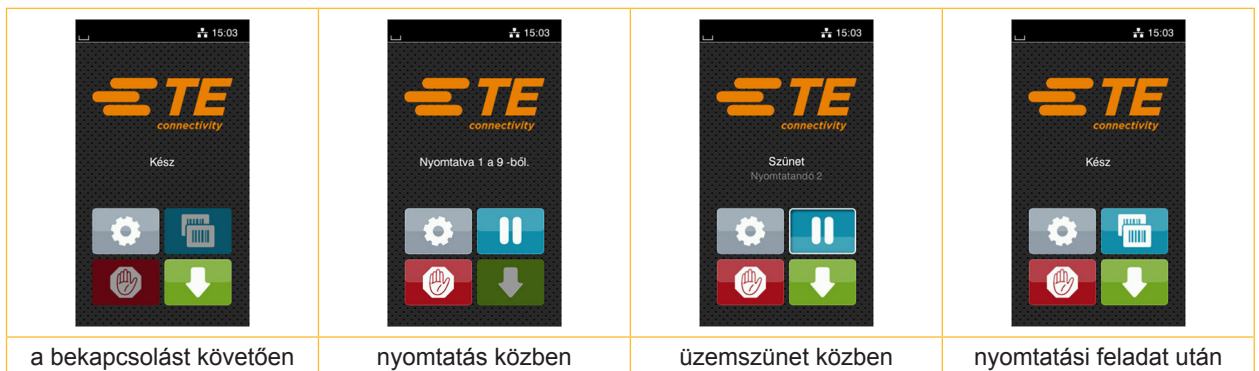 15:03
TE
connectivity
Kész
a bekapcsolást követően
15:03
TE
connectivity
Nyomtatva 1 a 9 -ből.
nyomtatás közben
15:03
TE
connectivity
Szünet
Nyomtatandó 2
üzemszünet közben
15:03
TE
connectivity
Kész
nyomtatási feladat után